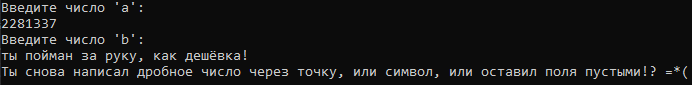 Введите число 'a':
2281337
Введите число 'b':
ты пойман за руку, как дешёвка!
Ты снова написал дробное число через точку, или символ, или оставил поля пустыми!? =*(